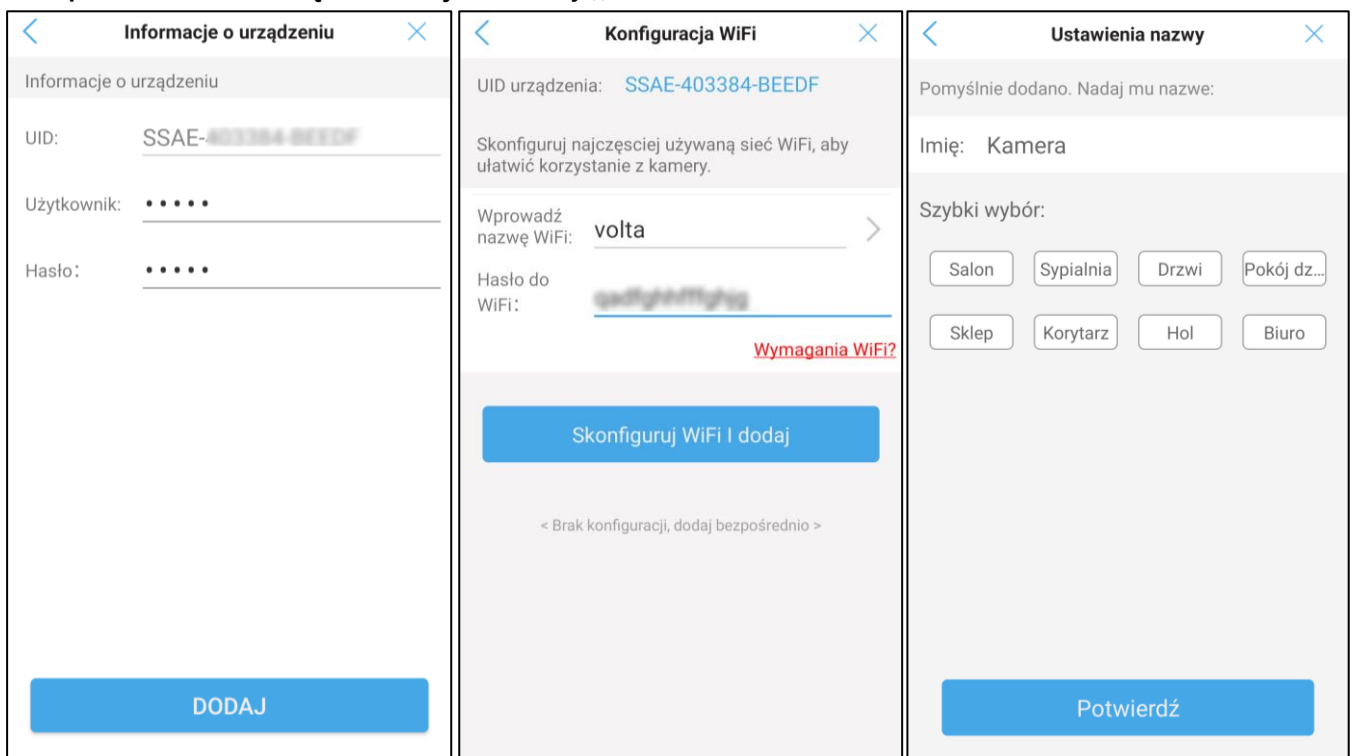 Informacje o urządzeniu
Informacje o urządzeniu
UID: SSAE-
Użytkownik: •••••
Hasło: •••••
DODAJ
Konfiguracja WiFi
UID urządzenia: SSAE-403384-BEEDF
Skonfiguruj najczęsciej używaną sieć WiFi, aby
ułatwić korzystanie z kamery.
Wprowadź
nazwę WiFi: volta
Hasło do
WiFi:
Wymagania WiFi?
Skonfiguruj WiFi I dodaj
< Brak konfiguracji, dodaj bezpośrednio >
Ustawienia nazwy
Pomyślnie dodano. Nadaj mu nazwe:
Imię: Kamera
Szybki wybór:
Salon Sypialnia Drzwi Pokój dz...
Sklep Korytarz Hol Biuro
Potwierdź